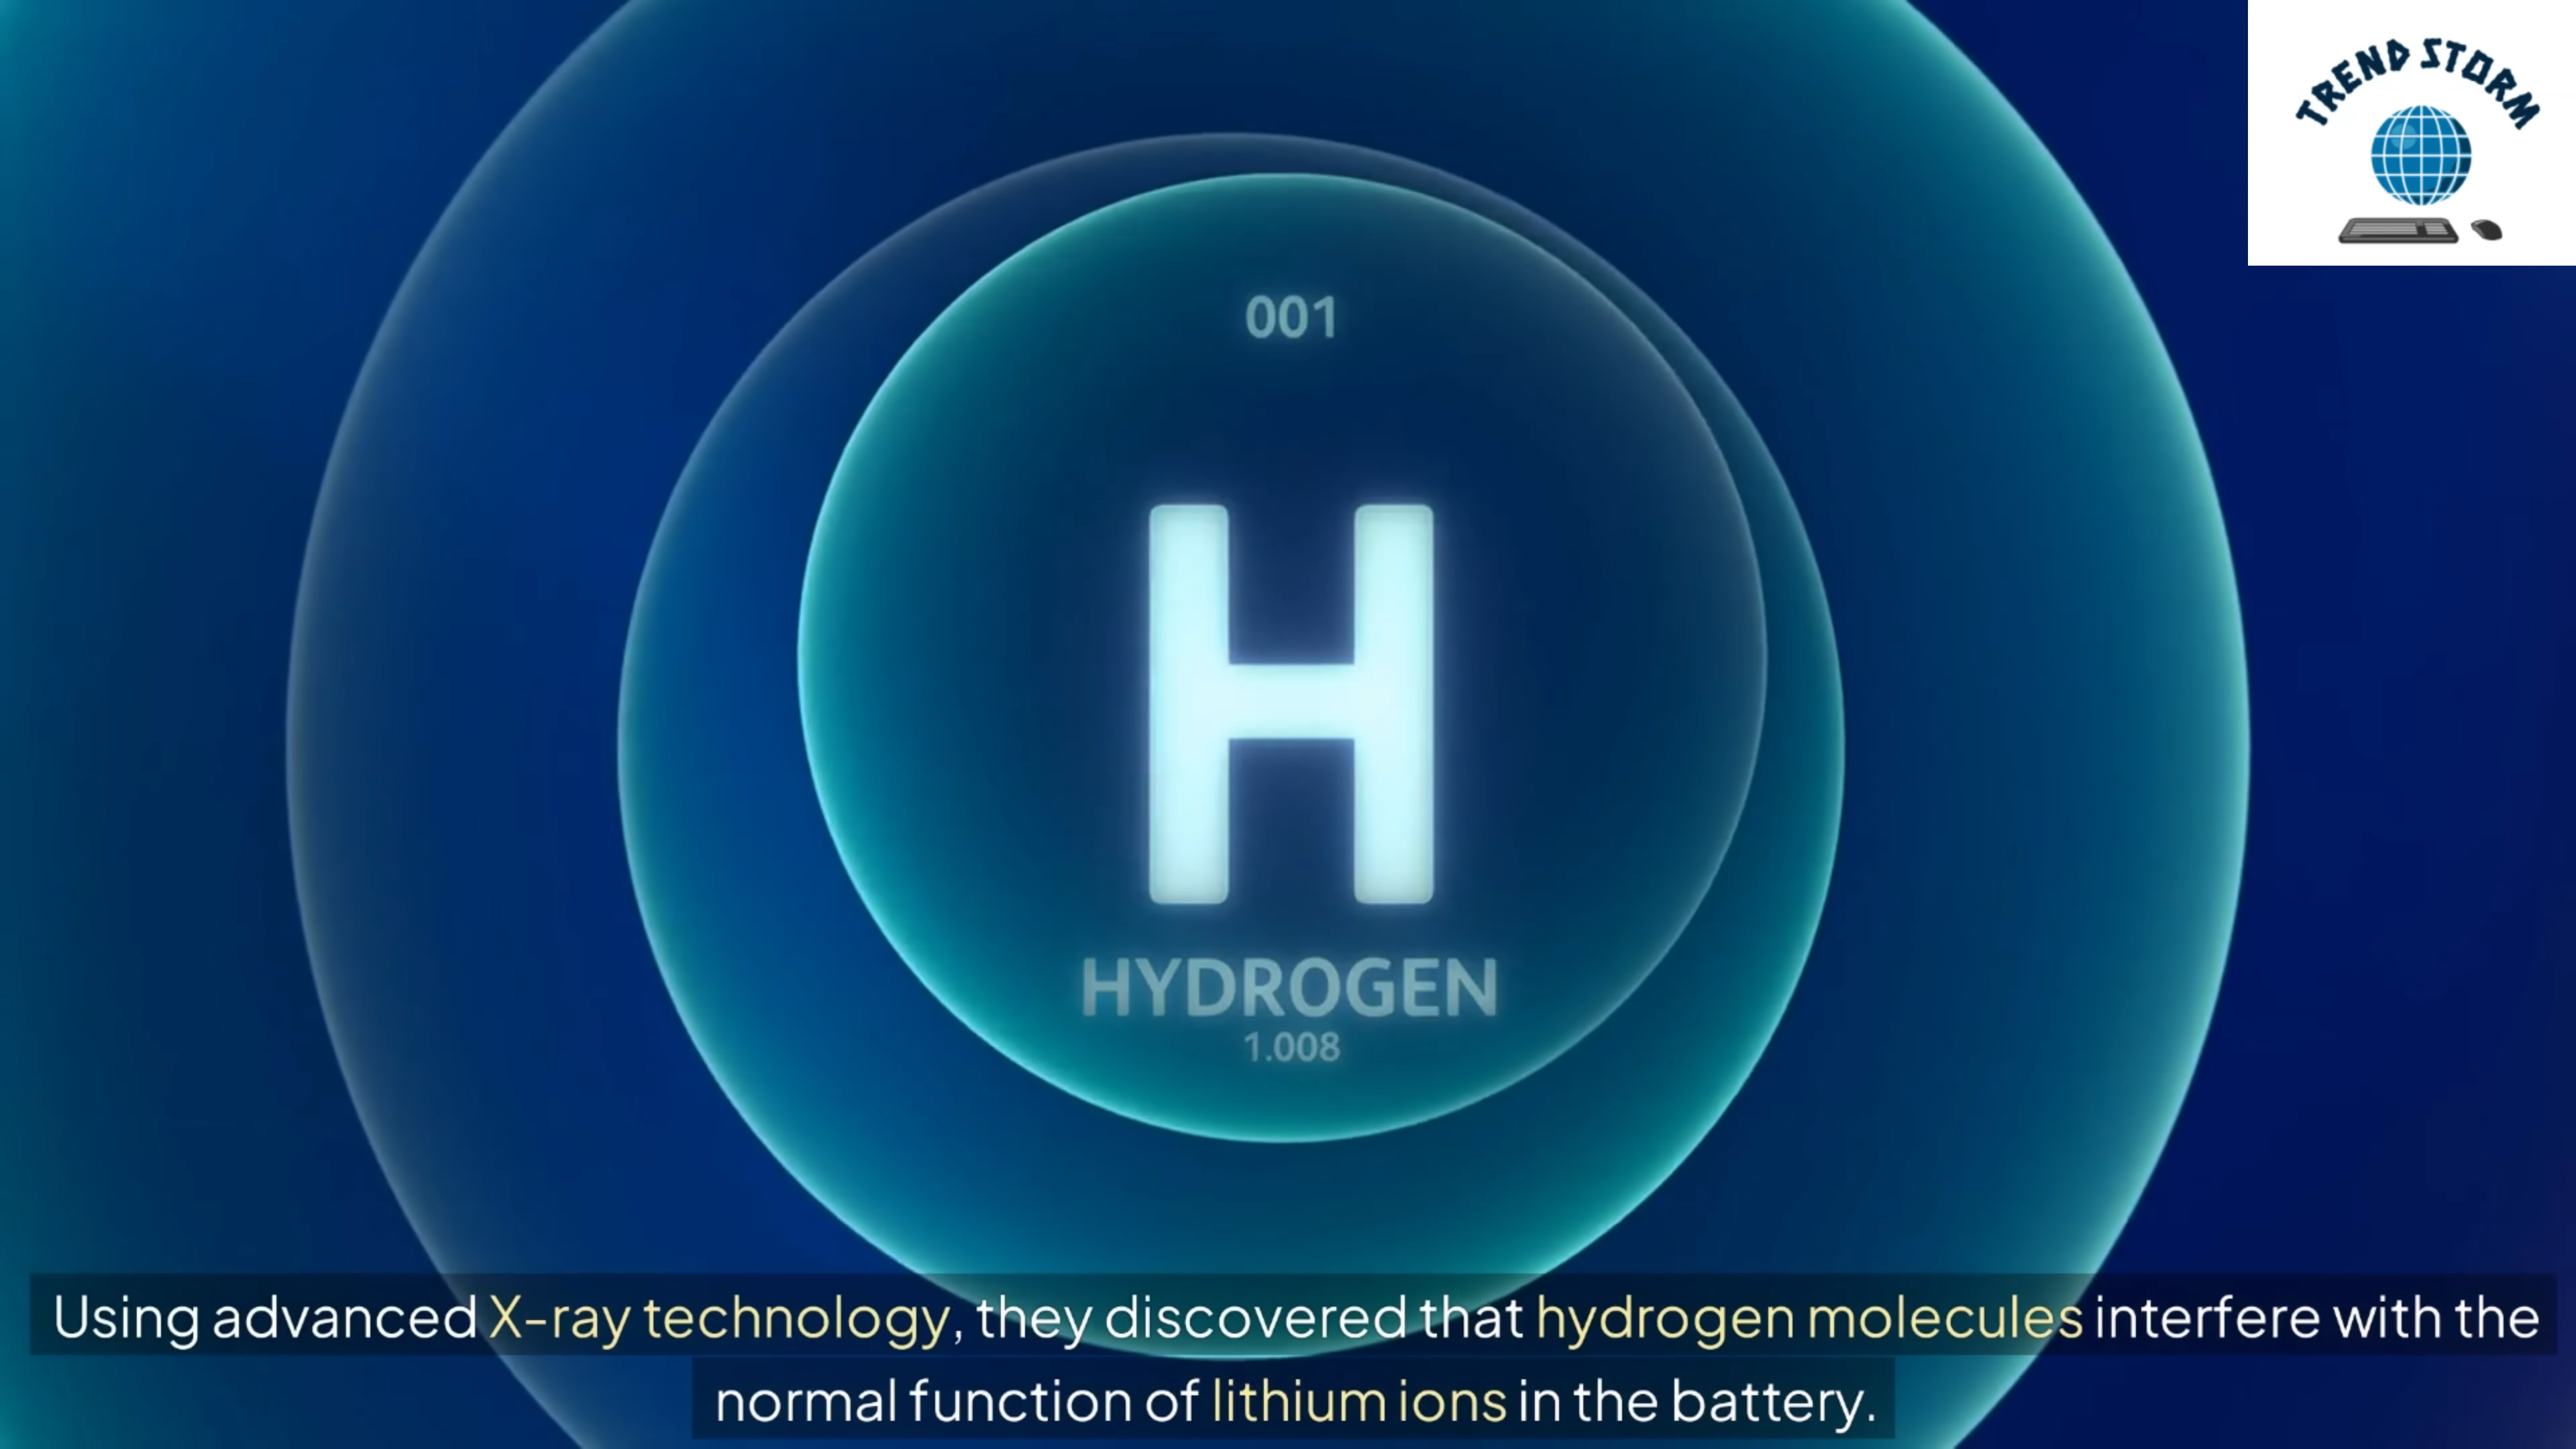 TREND STORM
001
H
HYDROGEN
1.008
Using advanced X-ray technology, they discovered that hydrogen molecules interfere with the
normal function of lithium ions in the battery.